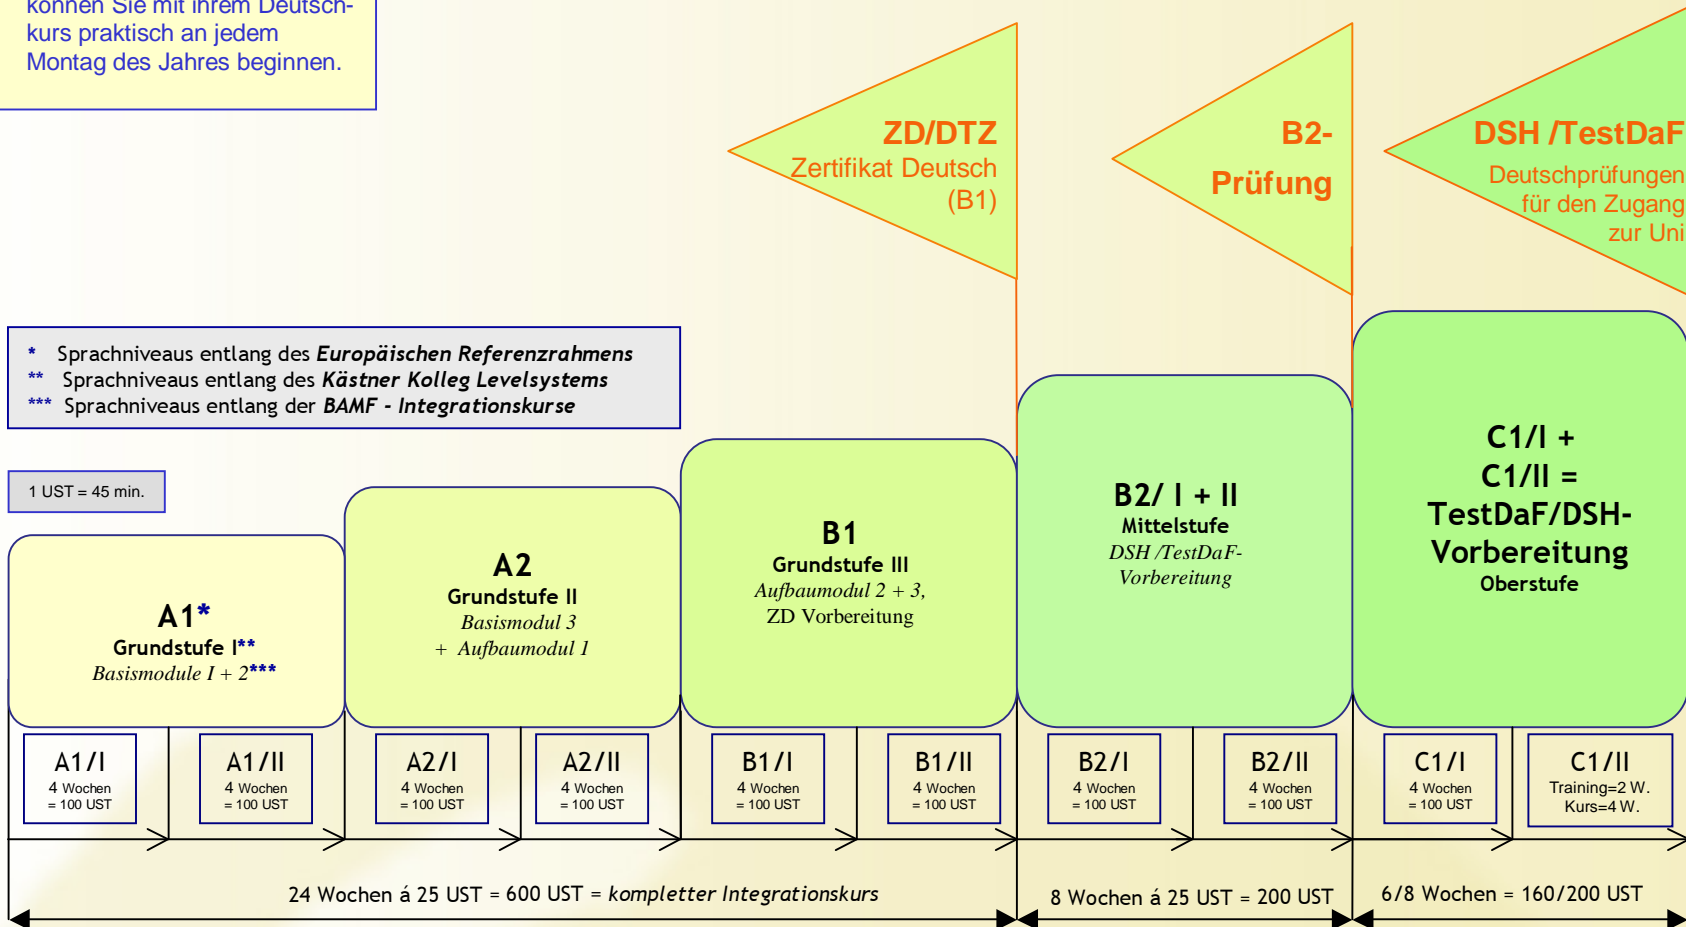 können Sie mit ihrem Deutsch-
kurs praktisch an jedem
Montag des Jahres beginnen.
ZD/DTZ
Zertifikat Deutsch
(B1)
B2-
Prüfung
DSH /TestDaF
Deutschprüfungen
für den Zugang
zur Uni
* Sprachniveaus entlang des Europäischen Referenzrahmens
** Sprachniveaus entlang des Kästner Kolleg Levelsystems
*** Sprachniveaus entlang der BAMF - Integrationskurse
1 UST = 45 min.
A1*
Grundstufe I**
Basismodule I + 2***
A2
Grundstufe II
Basismodul 3
+ Aufbaumodul 1
B1
Grundstufe III
Aufbaumodul 2 + 3,
ZD Vorbereitung
B2/ I + II
Mittelstufe
DSH /TestDaF-
Vorbereitung
C1/I +
C1/II =
TestDaF/DSH-
Vorbereitung
Oberstufe
A1/I
4 Wochen
= 100 UST
A1/II
4 Wochen
= 100 UST
A2/I
4 Wochen
= 100 UST
A2/II
4 Wochen
= 100 UST
B1/I
4 Wochen
= 100 UST
B1/II
4 Wochen
= 100 UST
B2/I
4 Wochen
= 100 UST
B2/II
4 Wochen
= 100 UST
C1/I
4 Wochen
= 100 UST
C1/II
Training=2 W.
Kurs=4 W.
24 Wochen á 25 UST = 600 UST = kompletter Integrationskurs
8 Wochen á 25 UST = 200 UST
6/8 Wochen = 160/200 UST